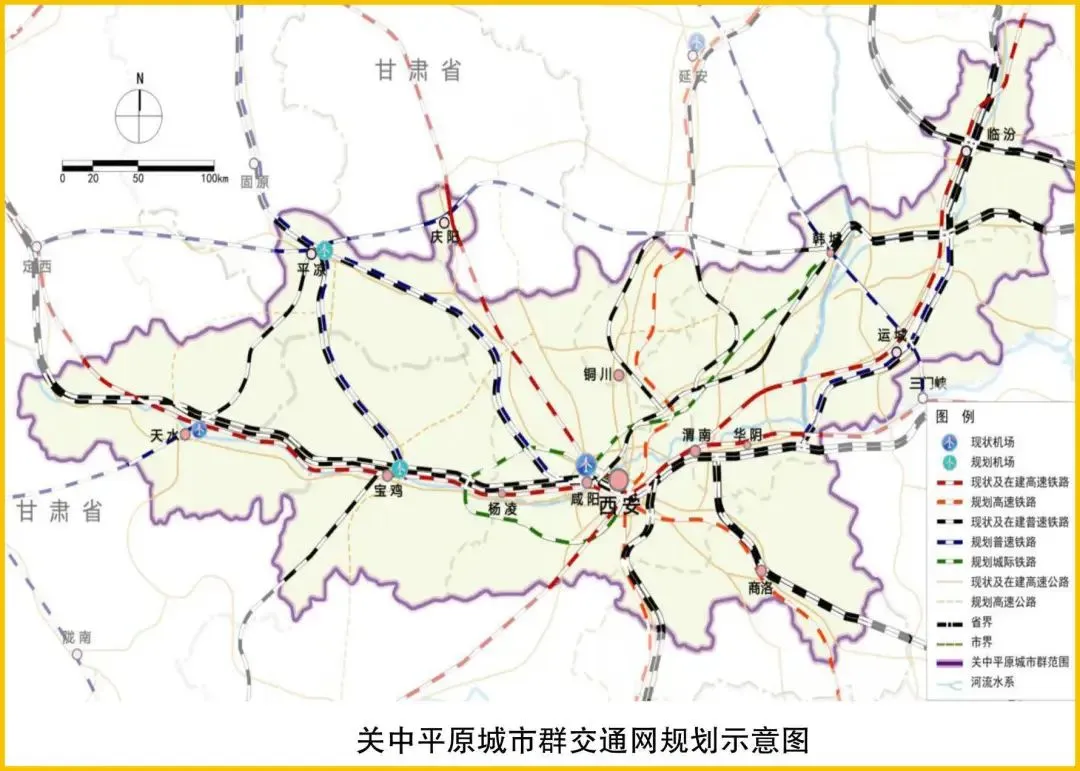 甘肃省
延安
N
0 20 50 100km
固原
临汾
庆阳
韩城
平凉
定西
运城
铜川
三门峡
天水
渭南
华阴
宝鸡
杨凌
咸阳
西安
甘肃省
商洛
陇南
图 例
现状机场
规划机场
现状及在建高速铁路
规划高速铁路
现状及在建普速铁路
规划普速铁路
规划城际铁路
现状及在建高速公路
规划高速公路
省界
市界
关中平原城市群范围
河流水系
关中平原城市群交通网规划示意图